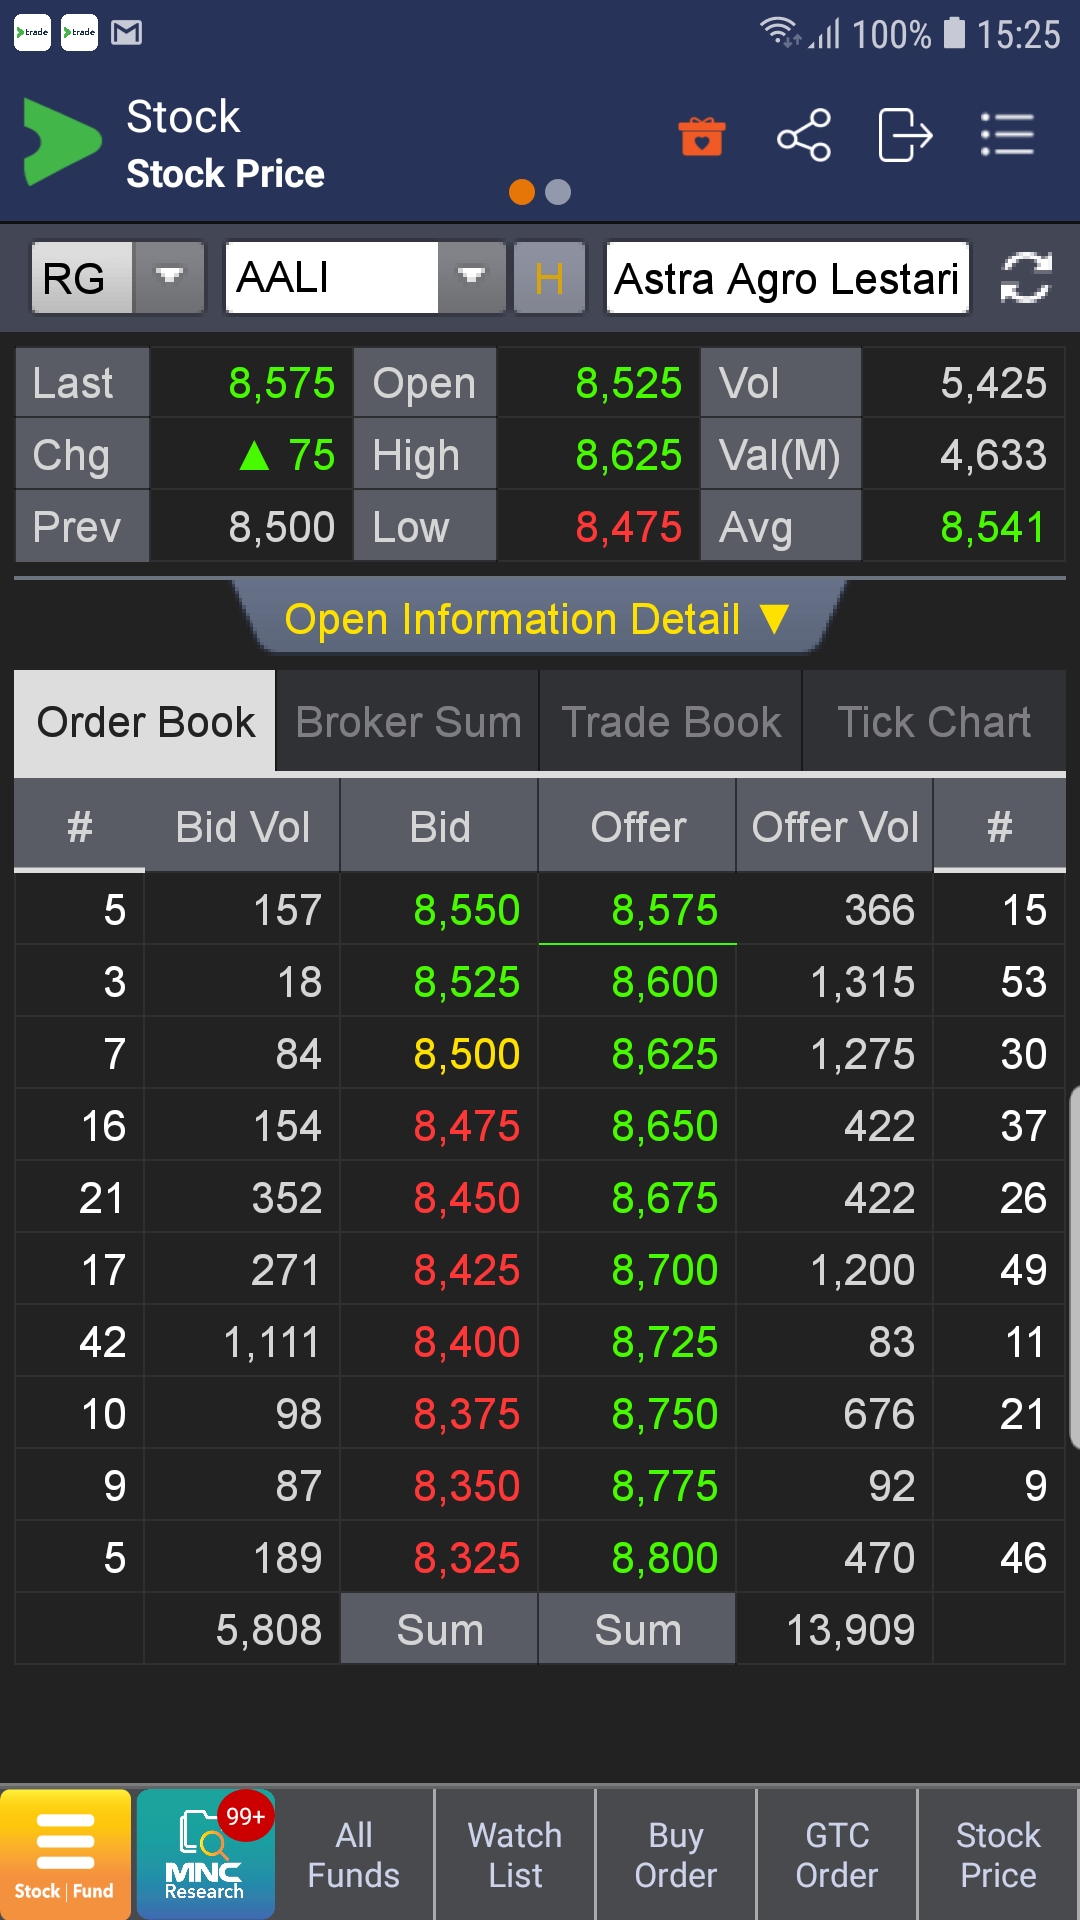 trade trade 100% 15:25
Stock
Stock Price
RG AALI H Astra Agro Lestari
Last 8,575 Open 8,525 Vol 5,425
Chg ▲ 75 High 8,625 Val(M) 4,633
Prev 8,500 Low 8,475 Avg 8,541
Open Information Detail ▼
Order Book Broker Sum Trade Book Tick Chart
# Bid Vol Bid Offer Offer Vol #
5 157 8,550 8,575 366 15
3 18 8,525 8,600 1,315 53
7 84 8,500 8,625 1,275 30
16 154 8,475 8,650 422 37
21 352 8,450 8,675 422 26
17 271 8,425 8,700 1,200 49
42 1,111 8,400 8,725 83 11
10 98 8,375 8,750 676 21
9 87 8,350 8,775 92 9
5 189 8,325 8,800 470 46
5,808 Sum Sum 13,909
Stock | Fund
99+
MNC
Research
All
Funds
Watch
List
Buy
Order
GTC
Order
Stock
Price